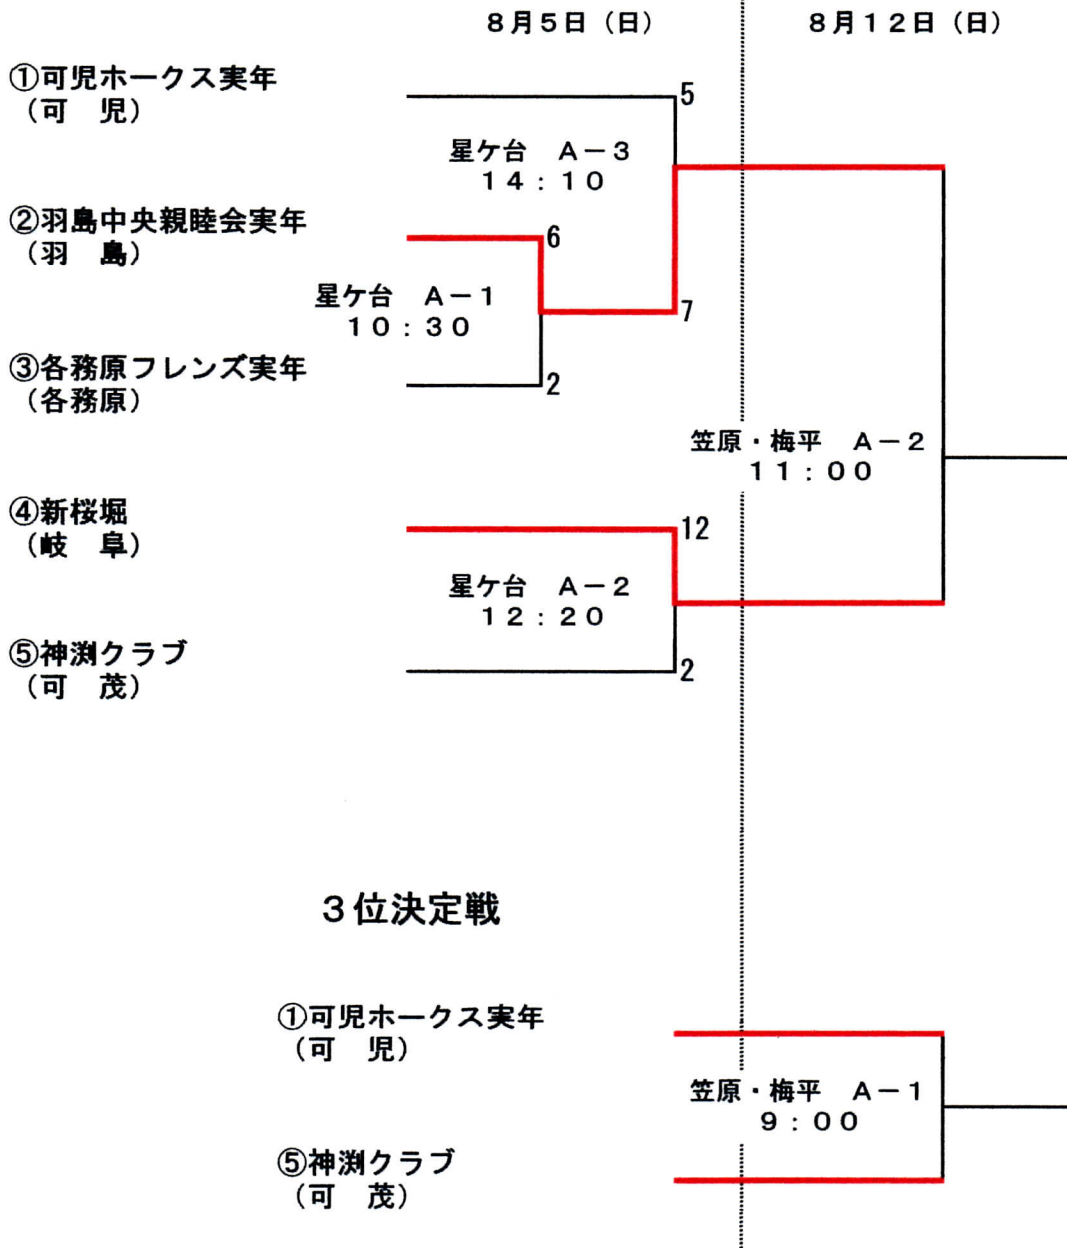 8月5日（日）
8月12日（日）
①可児ホークス実年
（可　児）
5
星ケ台　A－3
14：10
②羽島中央親睦会実年
（羽　島）
6
星ケ台　A－1
10：30
7
③各務原フレンズ実年
（各務原）
2
笠原・梅平　A－2
11：00
④新桜堀
（岐　阜）
12
星ケ台　A－2
12：20
⑤神渕クラブ
（可　茂）
2
3位決定戦
①可児ホークス実年
（可　児）
笠原・梅平　A－1
9：00
⑤神渕クラブ
（可　茂）